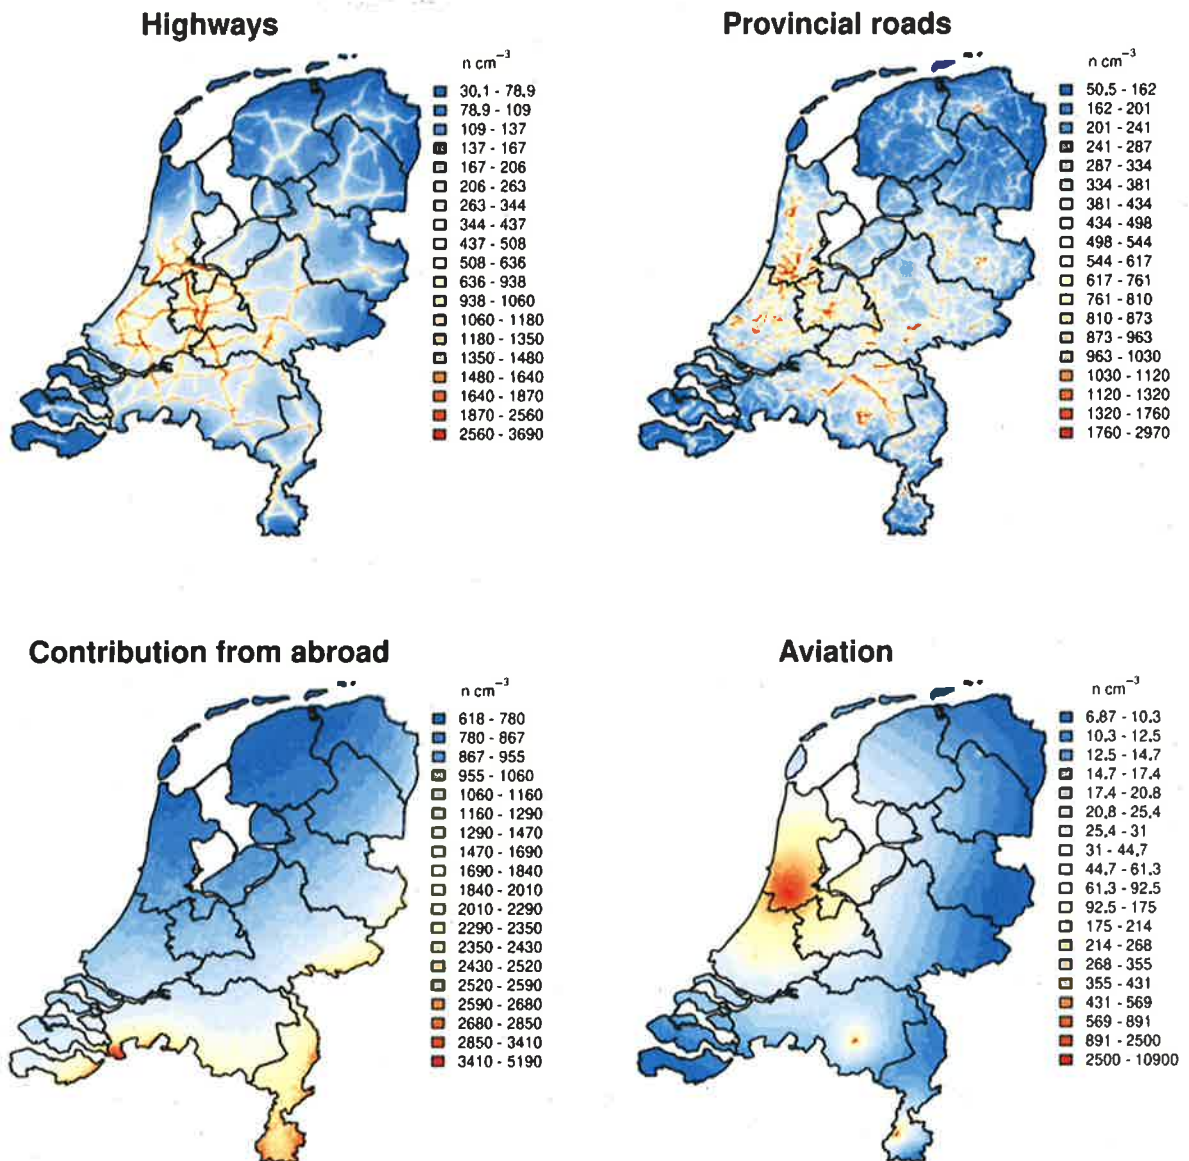 Highways
n cm⁻³
30.1 - 78.9
78.9 - 109
109 - 137
137 - 167
167 - 206
206 - 263
263 - 344
344 - 437
437 - 508
508 - 636
636 - 938
938 - 1060
1060 - 1180
1180 - 1350
1350 - 1480
1480 - 1640
1640 - 1870
1870 - 2560
2560 - 3690
Provincial roads
n cm⁻³
50.5 - 162
162 - 201
201 - 241
241 - 287
287 - 334
334 - 381
381 - 434
434 - 498
498 - 544
544 - 617
617 - 761
761 - 810
810 - 873
873 - 963
963 - 1030
1030 - 1120
1120 - 1320
1320 - 1760
1760 - 2970
Contribution from abroad
n cm⁻³
618 - 780
780 - 867
867 - 955
955 - 1060
1060 - 1160
1160 - 1290
1290 - 1470
1470 - 1690
1690 - 1840
1840 - 2010
2010 - 2290
2290 - 2350
2350 - 2430
2430 - 2520
2520 - 2590
2590 - 2680
2680 - 2850
2850 - 3410
3410 - 5190
Aviation
n cm⁻³
6.87 - 10.3
10.3 - 12.5
12.5 - 14.7
14.7 - 17.4
17.4 - 20.8
20.8 - 25.4
25.4 - 31
31 - 44.7
44.7 - 61.3
61.3 - 92.5
92.5 - 175
175 - 214
214 - 268
268 - 355
355 - 431
431 - 569
569 - 891
891 - 2500
2500 - 10900